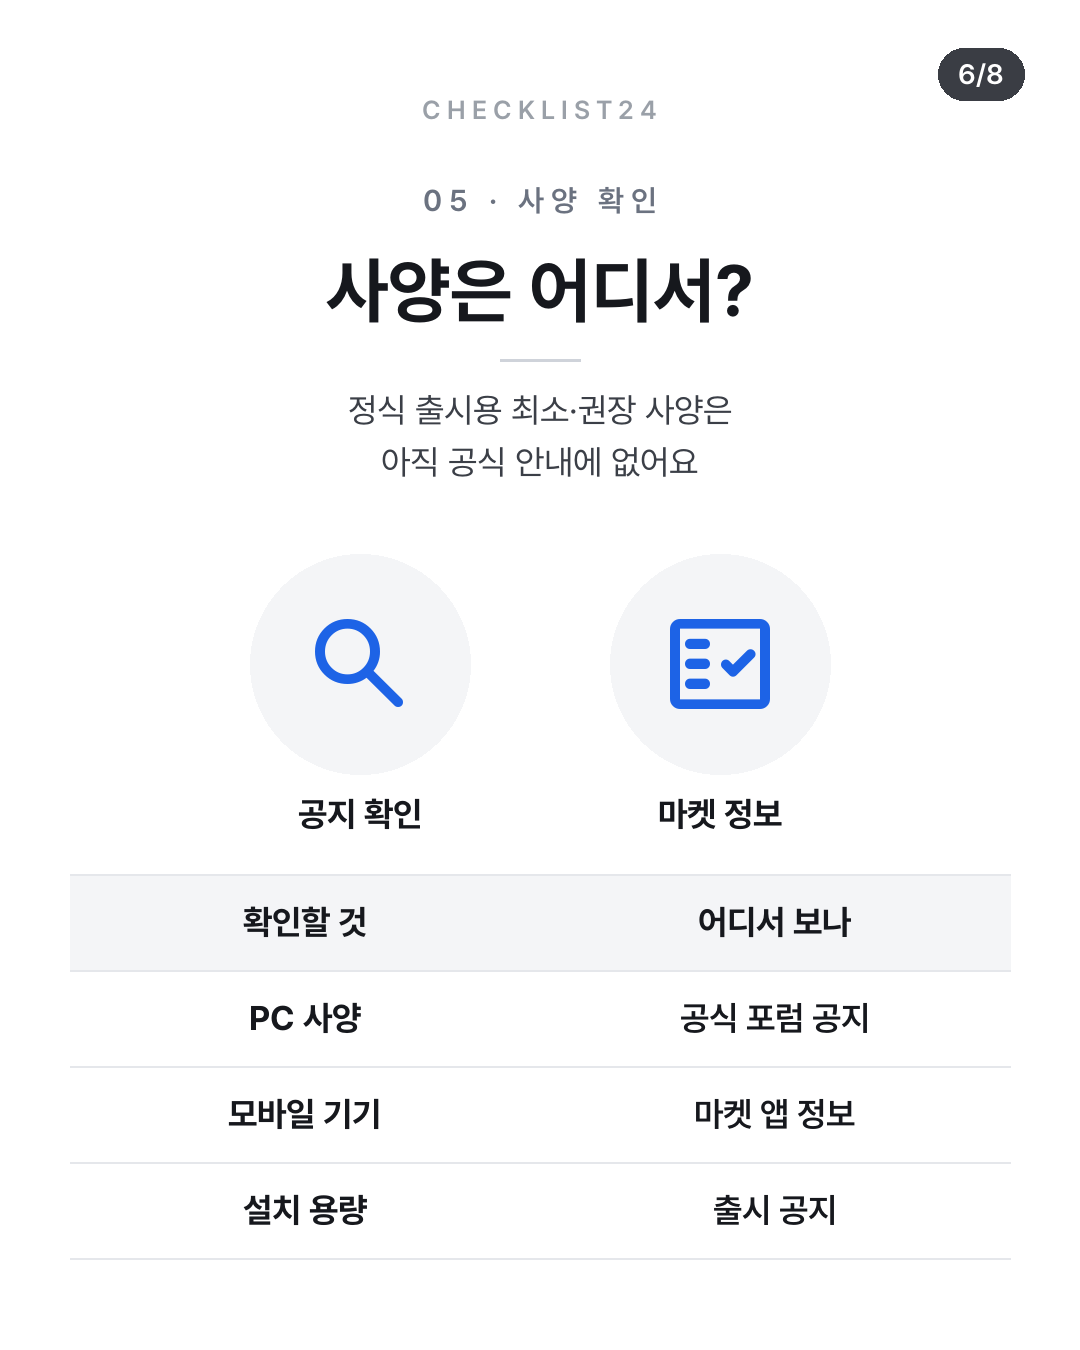 6/8
CHECKLIST24
05 · 사양 확인
사양은 어디서?
정식 출시용 최소·권장 사양은
아직 공식 안내에 없어요
공지 확인
마켓 정보
확인할 것 어디서 보나
PC 사양 공식 포럼 공지
모바일 기기 마켓 앱 정보
설치 용량 출시 공지